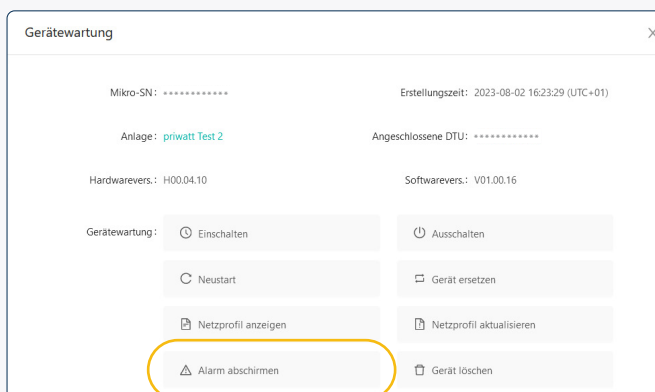 Gerätewartung
Mikro-SN: ************
Erstellungszeit: 2023-08-02 16:23:29 (UTC+01)
Anlage: priwatt Test 2
Angeschlossene DTU: ************
Hardwarevers.: H00.04.10
Softwarevers.: V01.00.16
Gerätewartung:
Einschalten
Ausschalten
Neustart
Gerät ersetzen
Netzprofil anzeigen
Netzprofil aktualisieren
Alarm abschirmen
Gerät löschen